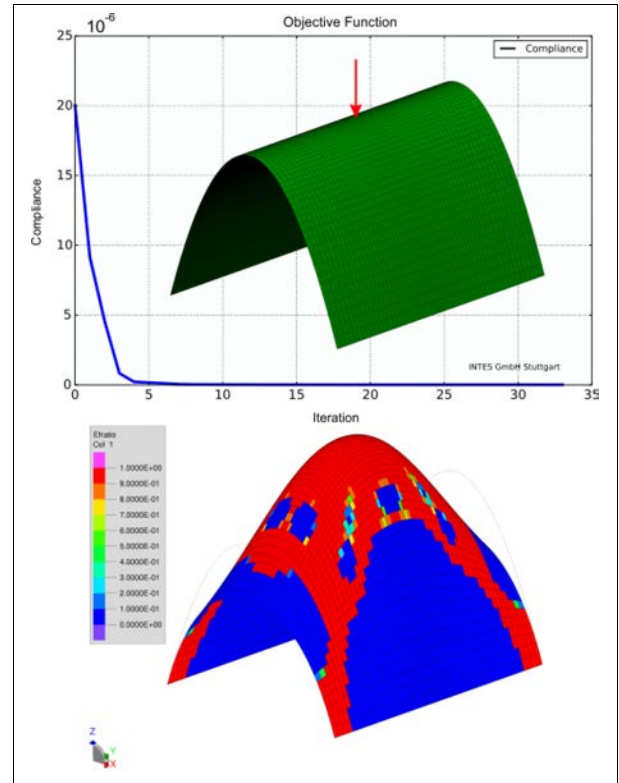 Objective Function
10^-6
Compliance
25
20
15
10
5
0
Compliance
INTES GmbH Stuttgart
0 5 10 15 20 25 30 35
Iteration
Efratio
Cel 1
1.0000E+00
9.0000E-01
8.0000E-01
7.0000E-01
6.0000E-01
5.0000E-01
4.0000E-01
3.0000E-01
2.0000E-01
1.0000E-01
0.0000E+00
Z
Y
X